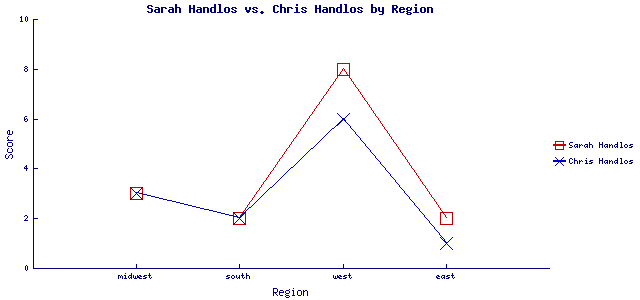 Sarah Handlos vs. Chris Handlos by Region
10
8
6
4
2
0
Score
midwest south west east
Region
Sarah Handlos
Chris Handlos